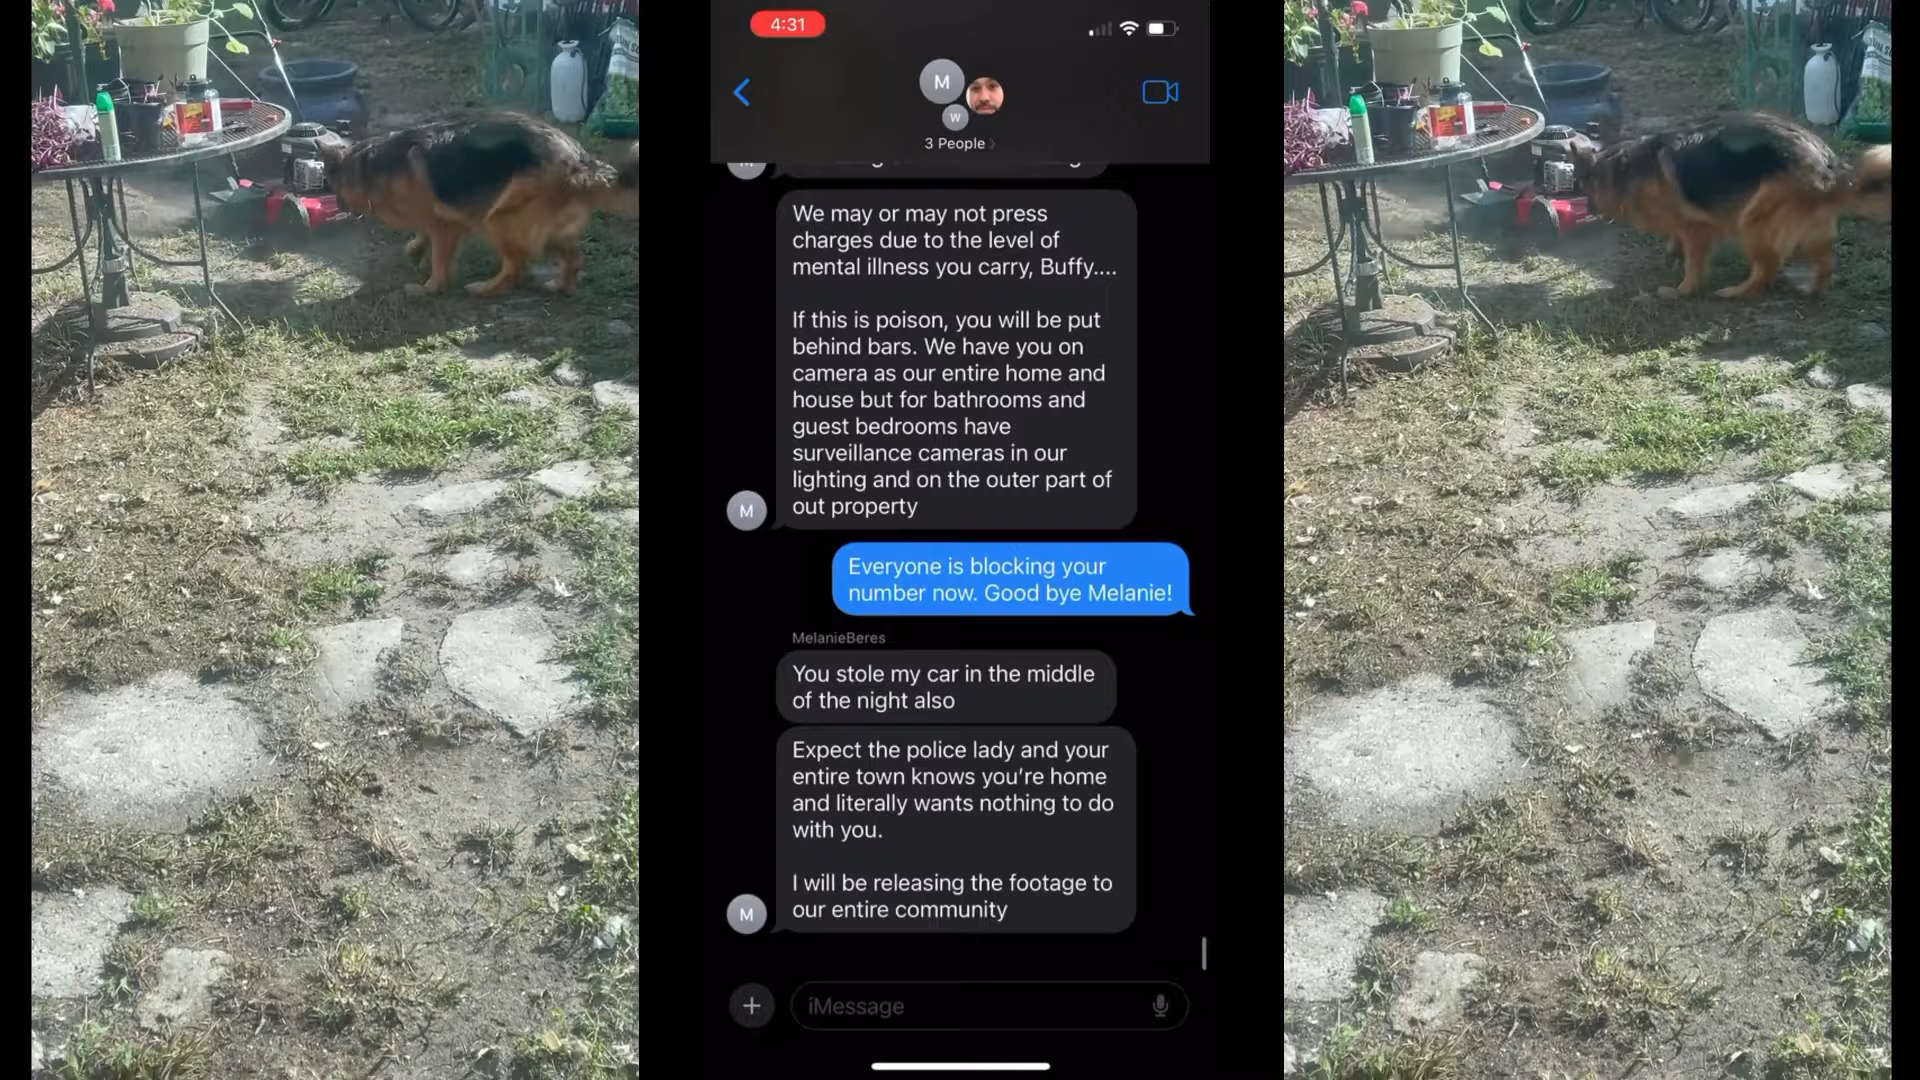 4:31
M
W
3 People
We may or may not press
charges due to the level of
mental illness you carry, Buffy....
If this is poison, you will be put
behind bars. We have you on
camera as our entire home and
house but for bathrooms and
guest bedrooms have
surveillance cameras in our
lighting and on the outer part of
out property
M
Everyone is blocking your
number now. Good bye Melanie!
MelanieBeres
You stole my car in the middle
of the night also
Expect the police lady and your
entire town knows you’re home
and literally wants nothing to do
with you.
I will be releasing the footage to
our entire community
M
iMessage